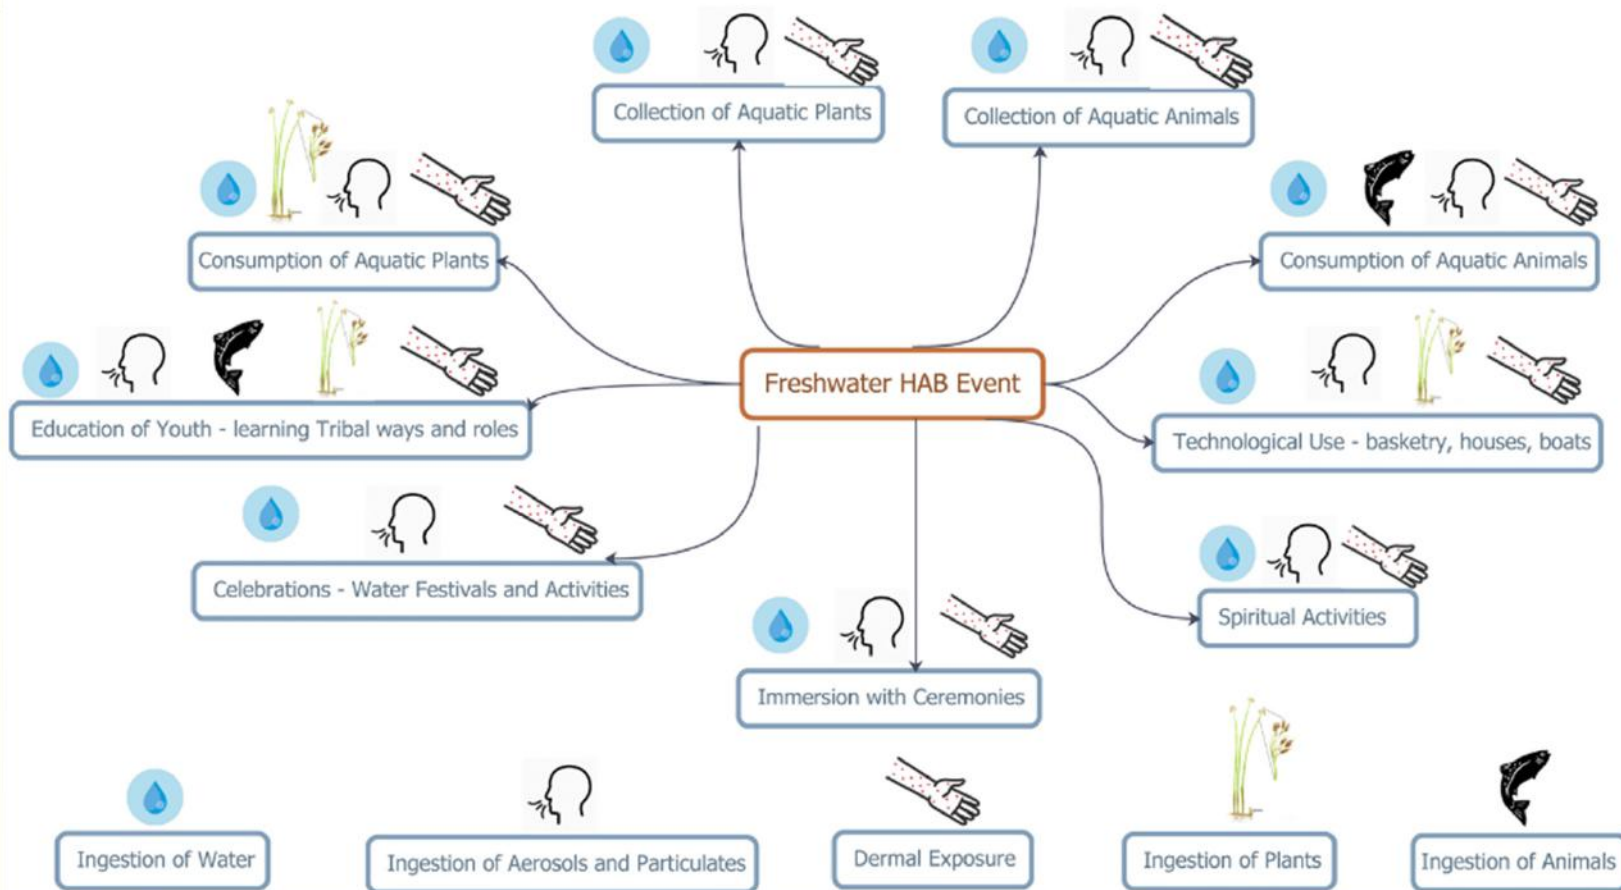 Collection of Aquatic Plants
Collection of Aquatic Animals
Consumption of Aquatic Plants
Consumption of Aquatic Animals
Freshwater HAB Event
Education of Youth - learning Tribal ways and roles
Technological Use - basketry, houses, boats
Celebrations - Water Festivals and Activities
Spiritual Activities
Immersion with Ceremonies
Ingestion of Water
Ingestion of Aerosols and Particulates
Dermal Exposure
Ingestion of Plants
Ingestion of Animals